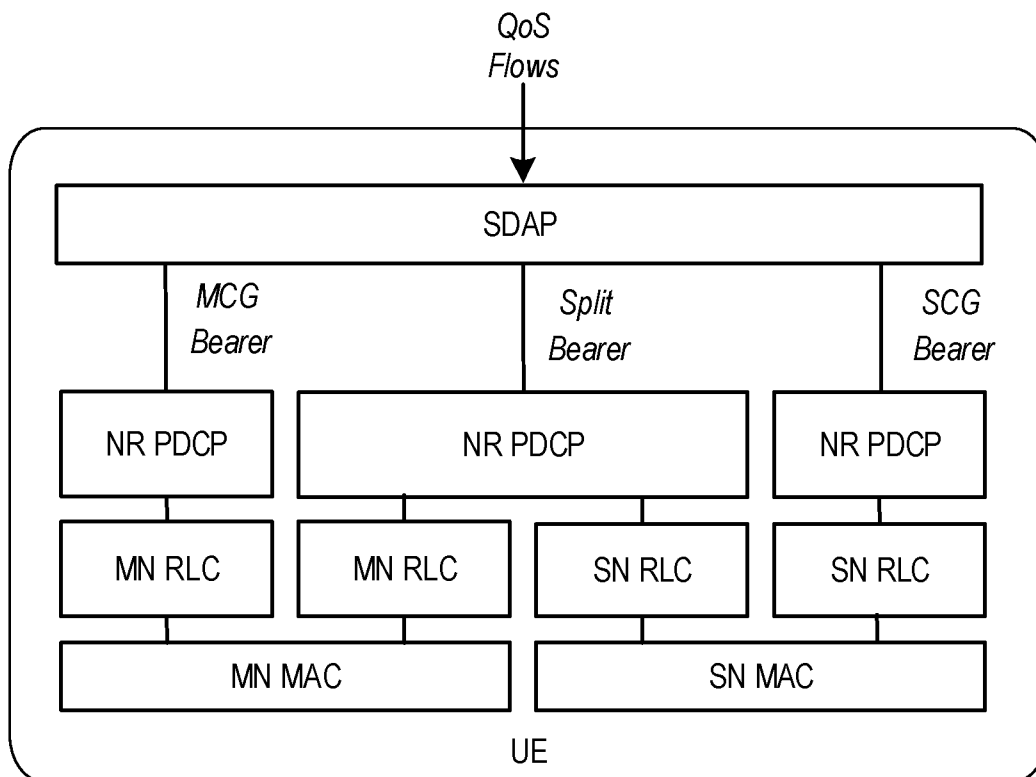 QoS
Flows
SDAP
MCG
Bearer
Split
Bearer
SCG
Bearer
NR PDCP
NR PDCP
NR PDCP
MN RLC
MN RLC
SN RLC
SN RLC
MN MAC
SN MAC
UE